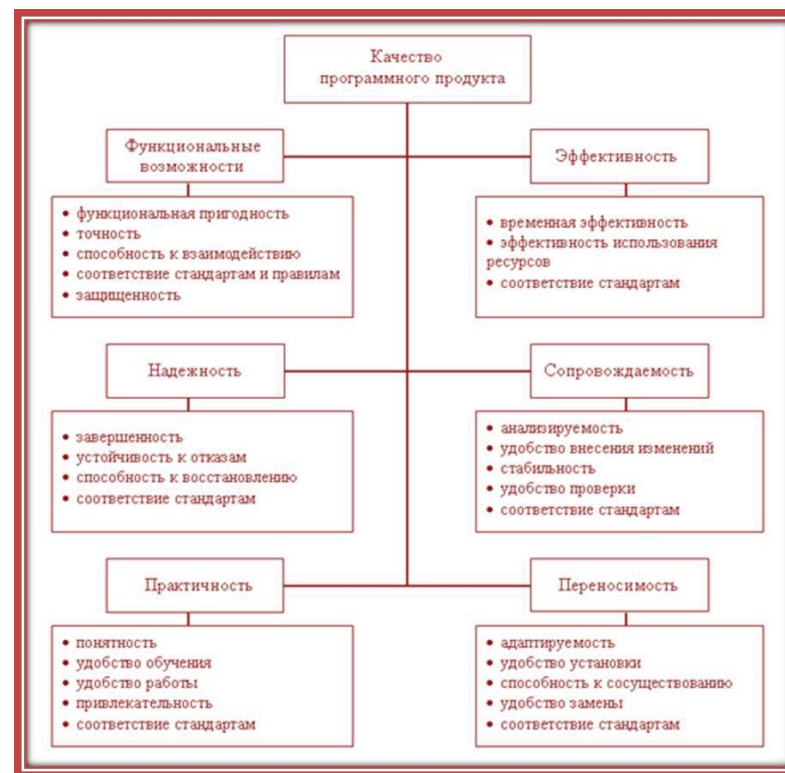 Качество
программного продукта
Функциональные
возможности
• функциональная пригодность
• точность
• способность к взаимодействию
• соответствие стандартам и правилам
• защищенность
Эффективность
• временная эффективность
• эффективность использования
ресурсов
• соответствие стандартам
Надежность
• завершенность
• устойчивость к отказам
• способность к восстановлению
• соответствие стандартам
Сопровождаемость
• анализируемость
• удобство внесения изменений
• стабильность
• удобство проверки
• соответствие стандартам
Практичность
• понятность
• удобство обучения
• удобство работы
• привлекательность
• соответствие стандартам
Переносимость
• адаптируемость
• удобство установки
• способность к сосуществованию
• удобство замены
• соответствие стандартам